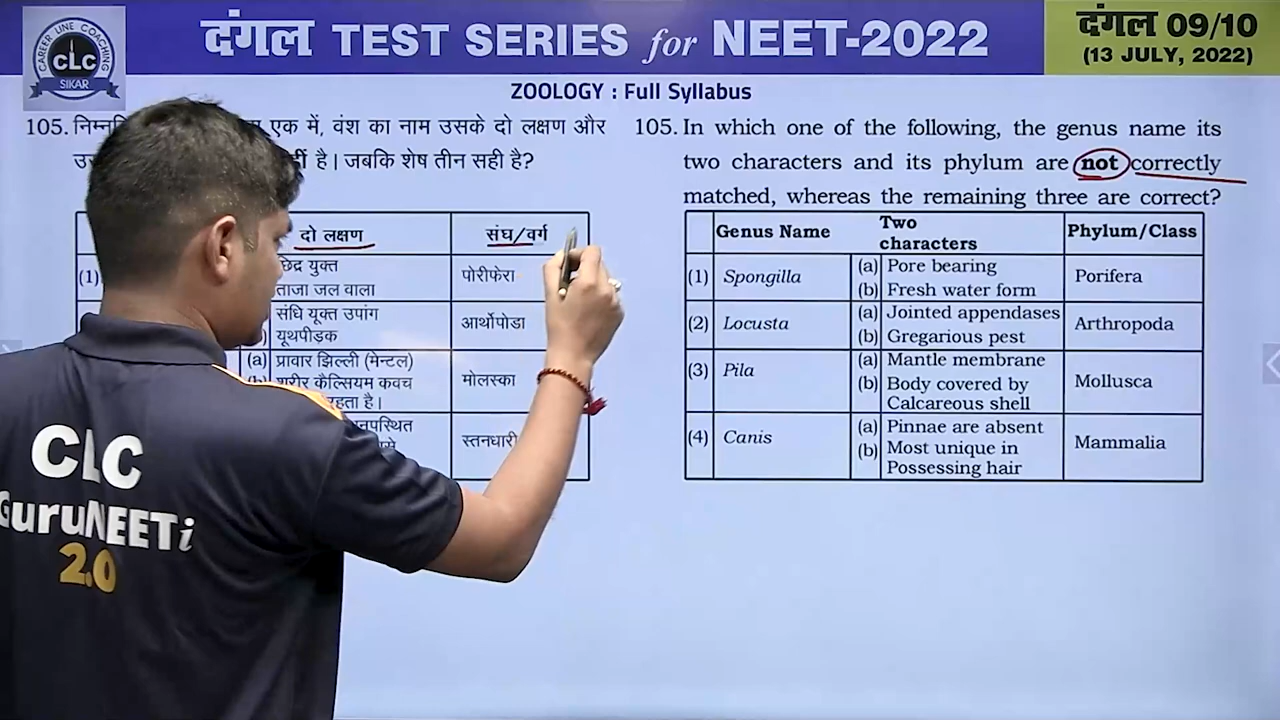 CAREER LINE COACHING
CLC
SIKAR
दंगल TEST SERIES for NEET-2022
दंगल 09/10
(13 JULY, 2022)
ZOOLOGY : Full Syllabus
105. एक में, वंश का नाम उसके दो लक्षण और
है। जबकि शेष तीन सही है?
दो लक्षण
संघ/वर्ग
(1)
छिद्र युक्त
ताजा जल वाला
पोरीफेरा
संधि यूक्त उपांग
यूथपीड़क
आर्थोपोडा
(a) प्रावार झिल्ली (मेन्टल)
शरीर कैल्सियम कवच
रहता है।
मोलस्का
स्तनधारी
105. In which one of the following, the genus name its
two characters and its phylum are not correctly
matched, whereas the remaining three are correct?
Genus Name
Two
characters
Phylum/Class
(1) Spongilla
(a) Pore bearing
(b) Fresh water form
Porifera
(2) Locusta
(a) Jointed appendases
(b) Gregarious pest
Arthropoda
(3) Pila
(a) Mantle membrane
(b) Body covered by
Calcareous shell
Mollusca
(4) Canis
(a) Pinnae are absent
(b) Most unique in
Possessing hair
Mammalia
CLC
GuruNEETi
2.0